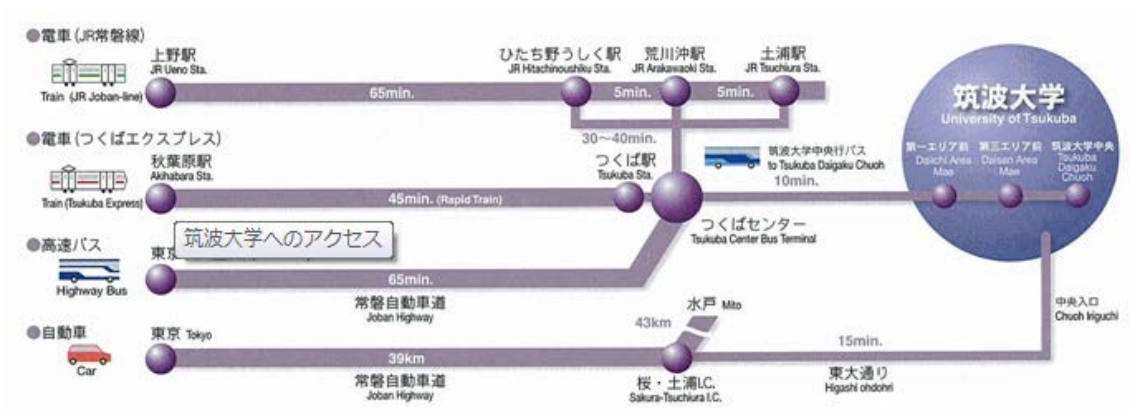 ●電車(JR常磐線)
Train (JR Joban-line)
上野駅
JR Ueno Sta.
65min.
ひたち野うしく駅
JR Hitachinoushiku Sta.
5min.
荒川沖駅
JR Arakawaoki Sta.
5min.
土浦駅
JR Tsuchiura Sta.
30～40min.
●電車(つくばエクスプレス)
Train (Tsukuba Express)
秋葉原駅
Akihabara Sta.
45min. (Rapid Train)
つくば駅
Tsukuba Sta.
つくばセンター
Tsukuba Center Bus Terminal
筑波大学中央行バス
to Tsukuba Daigaku Chuoh
10min.
筑波大学
University of Tsukuba
第一エリア前
Daiichi Area
Mae
第三エリア前
Daisan Area
Mae
筑波大学中央
Tsukuba
Daigaku
Chuoh
筑波大学へのアクセス
●高速バス
Highway Bus
65min.
常磐自動車道
Joban Highway
●自動車
Car
東京 Tokyo
39km
常磐自動車道
Joban Highway
水戸 Mito
43km
桜・土浦I.C.
Sakura-Tsuchiura I.C.
15min.
東大通り
Higashi ohdohri
中央入口
Chuoh Iriguchi